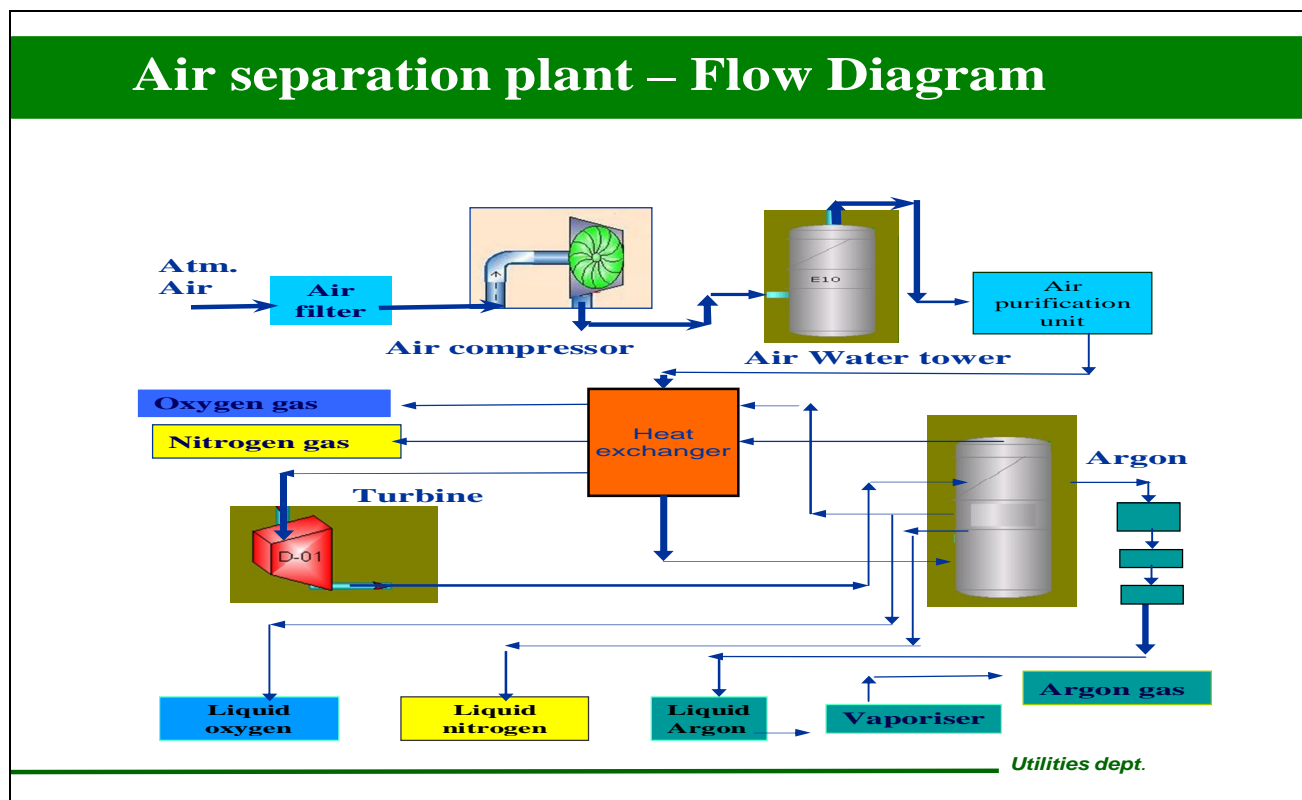 Air separation plant – Flow Diagram
Atm.
Air
Air
filter
Air compressor
E10
Air Water tower
Air
purification
unit
Oxygen gas
Nitrogen gas
Heat
exchanger
Argon
Turbine
D-01
Liquid
oxygen
Liquid
nitrogen
Liquid
Argon
Vaporiser
Argon gas
Utilities dept.